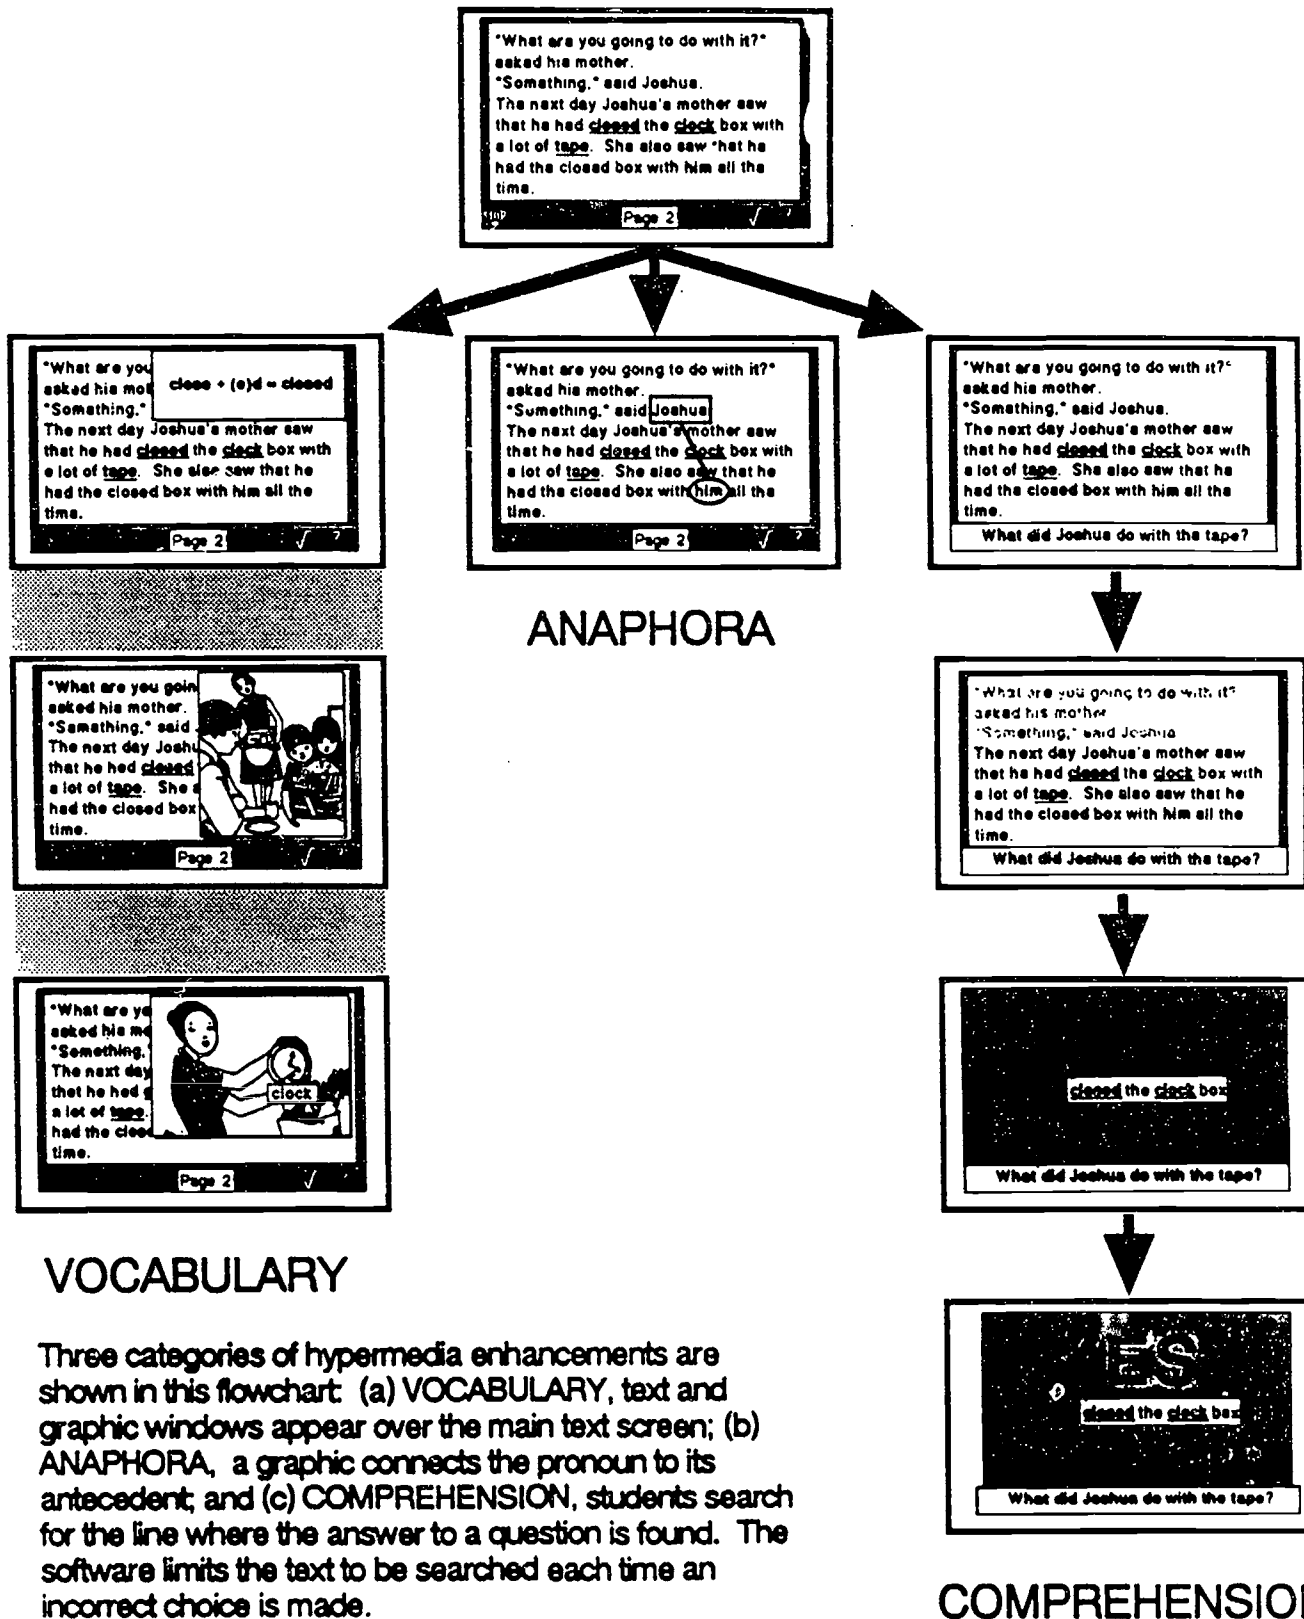 "What are you going to do with it?"
asked his mother.
"Something," said Joshua.
The next day Joshua's mother saw
that he had closed the clock box with
a lot of tape. She also saw that he
had the closed box with him all the
time.
STOP
Page 2
√ ?
"What are you
asked his mot
"Something,"
close + (e)d = closed
The next day Joshua's mother saw
that he had closed the clock box with
a lot of tape. She also saw that he
had the closed box with him all the
time.
Page 2
√ ?
"What are you going to do with it?"
asked his mother.
"Something," said Joshua
The next day Joshua's mother saw
that he had closed the clock box with
a lot of tape. She also saw that he
had the closed box with him all the
time.
Page 2
√ ?
ANAPHORA
"What are you going to do with it?"
asked his mother.
"Something," said Joshua.
The next day Joshua's mother saw
that he had closed the clock box with
a lot of tape. She also saw that he
had the closed box with him all the
time.
What did Joshua do with the tape?
"What are you goin
asked his mother.
"Something," said
The next day Joshu
that he had closed
a lot of tape. She a
had the closed box
time.
Page 2
√
"What are you going to do with it?"
asked his mother
"Something," said Joshua
The next day Joshua's mother saw
that he had closed the clock box with
a lot of tape. She also saw that he
had the closed box with him all the
time.
What did Joshua do with the tape?
"What are yo
asked his mo
"Something,"
The next day
that he had
a lot of tape.
had the close
time.
clock
Page 2
√
closed the clock box
What did Joshua do with the tape?
VOCABULARY
ES
closed the clock box
What did Joshua do with the tape?
COMPREHENSION
Three categories of hypermedia enhancements are
shown in this flowchart: (a) VOCABULARY, text and
graphic windows appear over the main text screen; (b)
ANAPHORA, a graphic connects the pronoun to its
antecedent; and (c) COMPREHENSION, students search
for the line where the answer to a question is found. The
software limits the text to be searched each time an
incorrect choice is made.